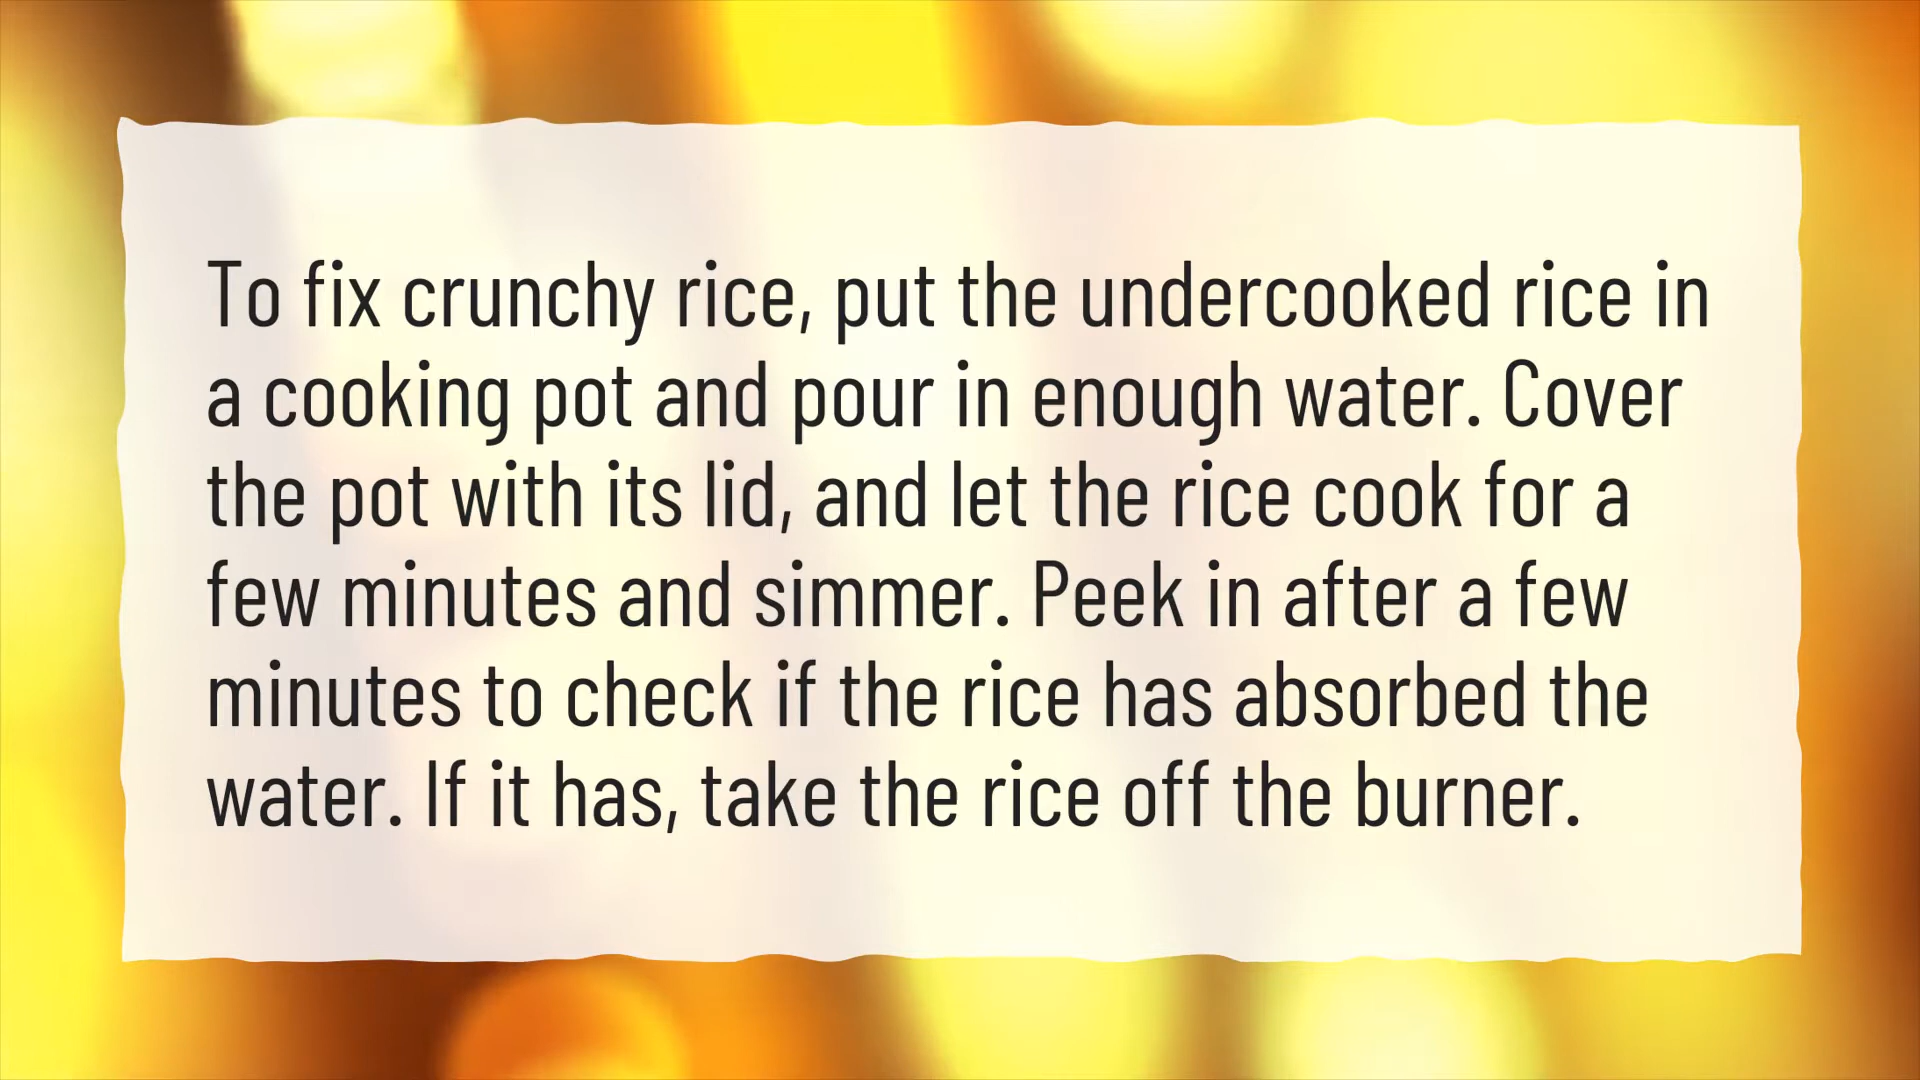 To fix crunchy rice, put the undercooked rice in
a cooking pot and pour in enough water. Cover
the pot with its lid, and let the rice cook for a
few minutes and simmer. Peek in after a few
minutes to check if the rice has absorbed the
water. If it has, take the rice off the burner.